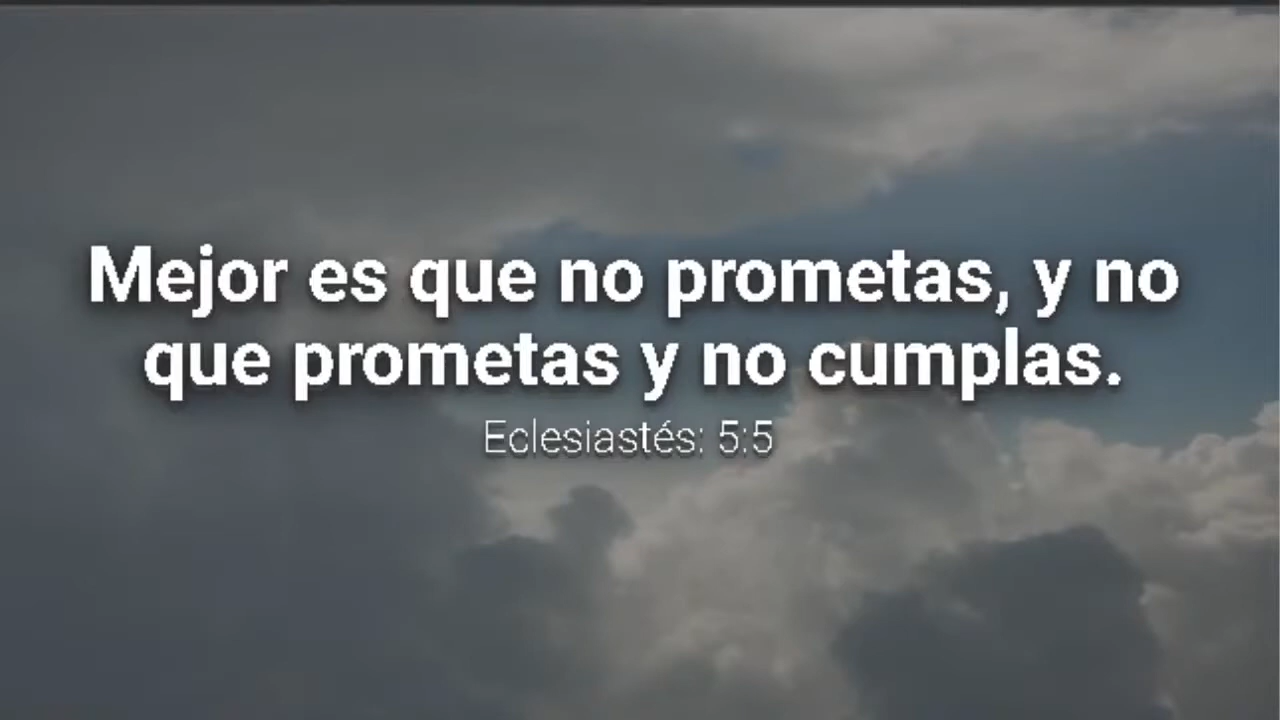 Mejor es que no prometas, y no
que prometas y no cumplas.
Eclesiastés: 5:5